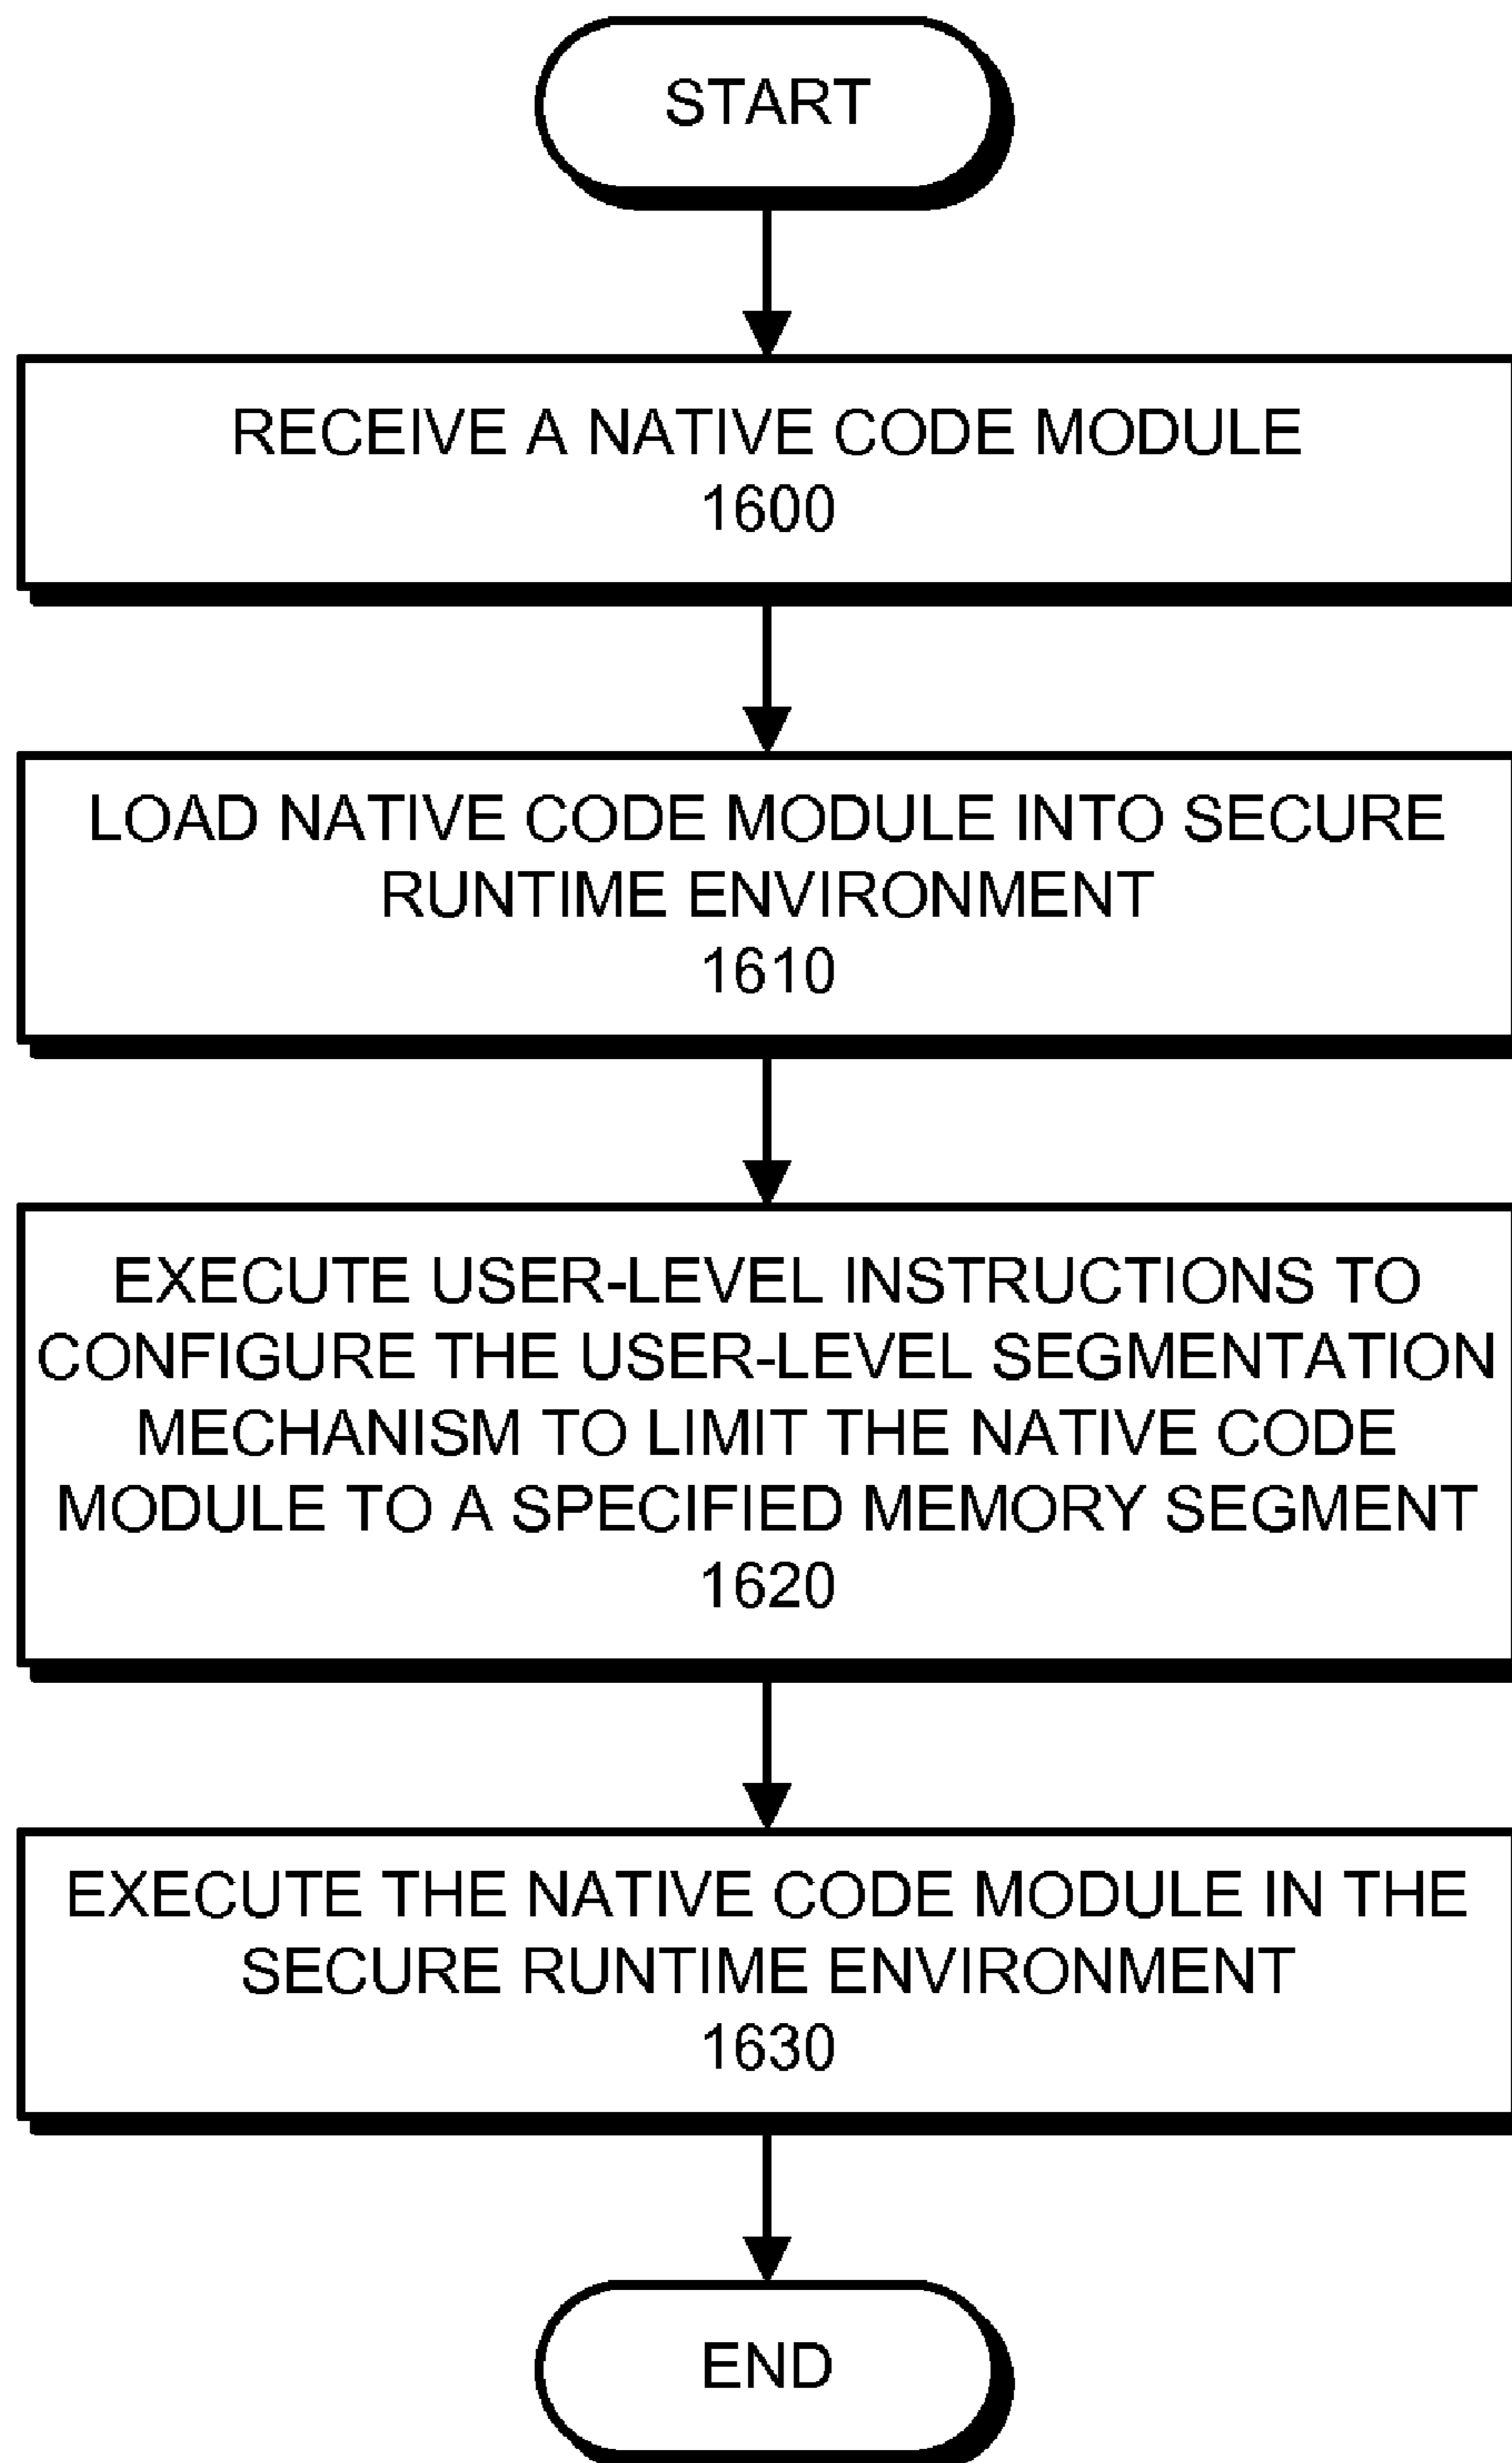 START
RECEIVE A NATIVE CODE MODULE
1600
LOAD NATIVE CODE MODULE INTO SECURE
RUNTIME ENVIRONMENT
1610
EXECUTE USER-LEVEL INSTRUCTIONS TO
CONFIGURE THE USER-LEVEL SEGMENTATION
MECHANISM TO LIMIT THE NATIVE CODE
MODULE TO A SPECIFIED MEMORY SEGMENT
1620
EXECUTE THE NATIVE CODE MODULE IN THE
SECURE RUNTIME ENVIRONMENT
1630
END